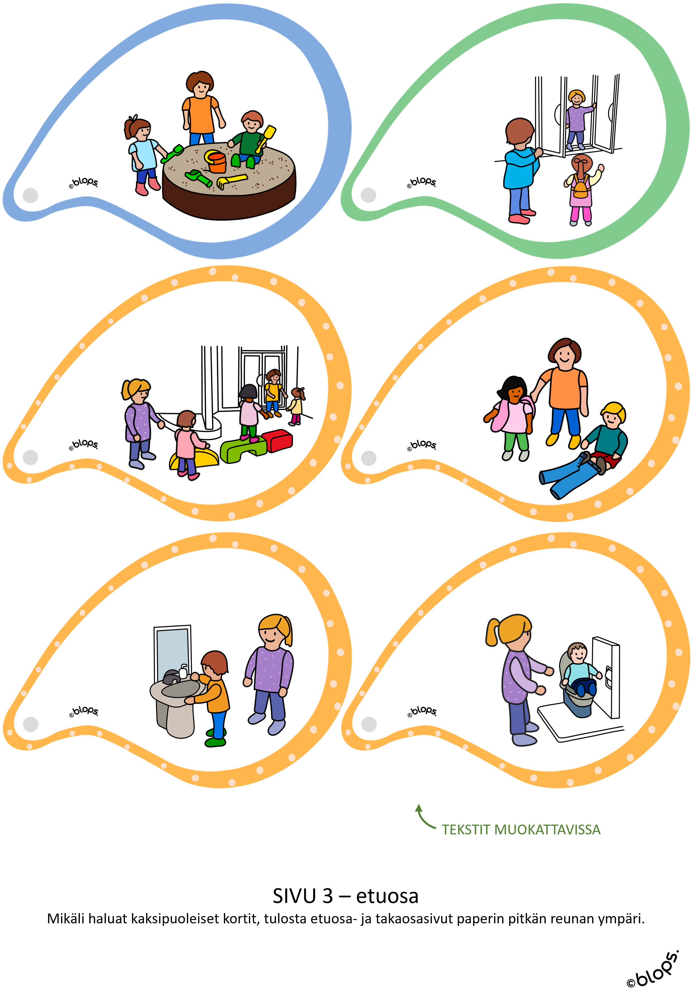 ©blops.
©blops.
©blops.
©blops.
©blops.
©blops.
TEKSTIT MUOKATTAVISSA
SIVU 3 – etuosa
Mikäli haluat kaksipuoleiset kortit, tulosta etuosa- ja takaosasivut paperin pitkän reunan ympäri.
©blops.